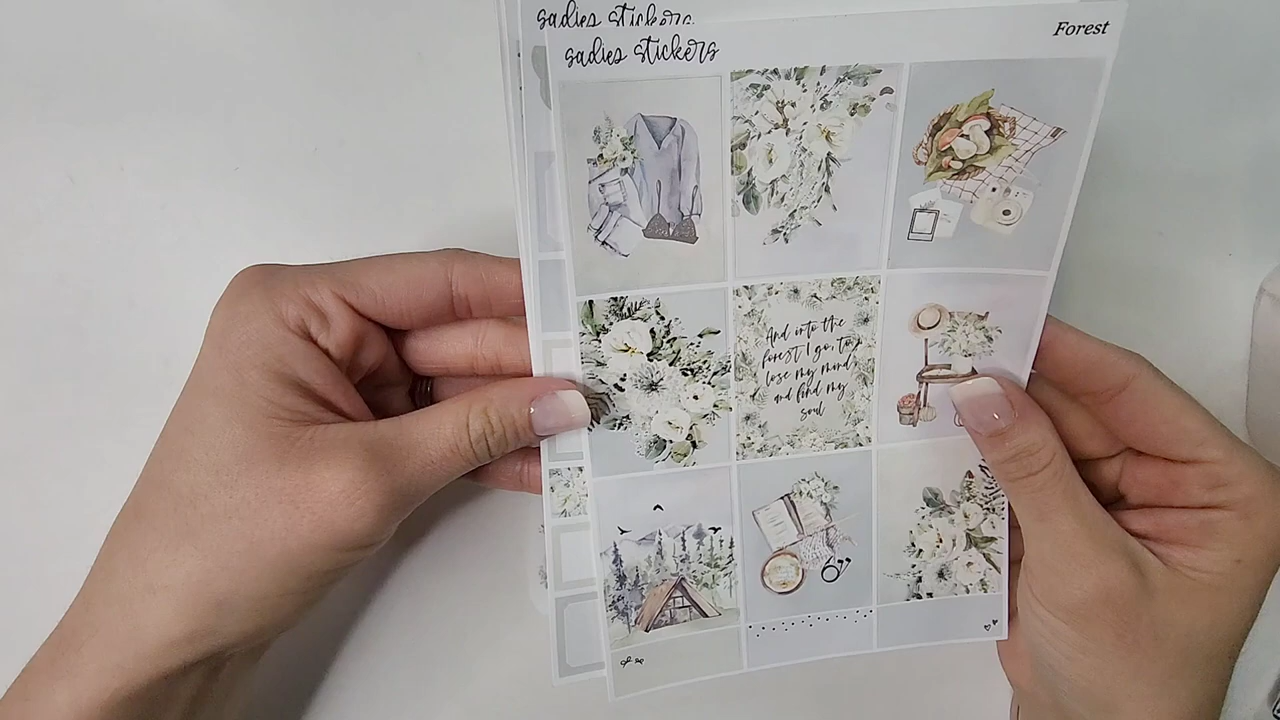 sadies stickers
sadies stickers
Forest
And into the
forest I go, to
lose my mind
and find my
soul